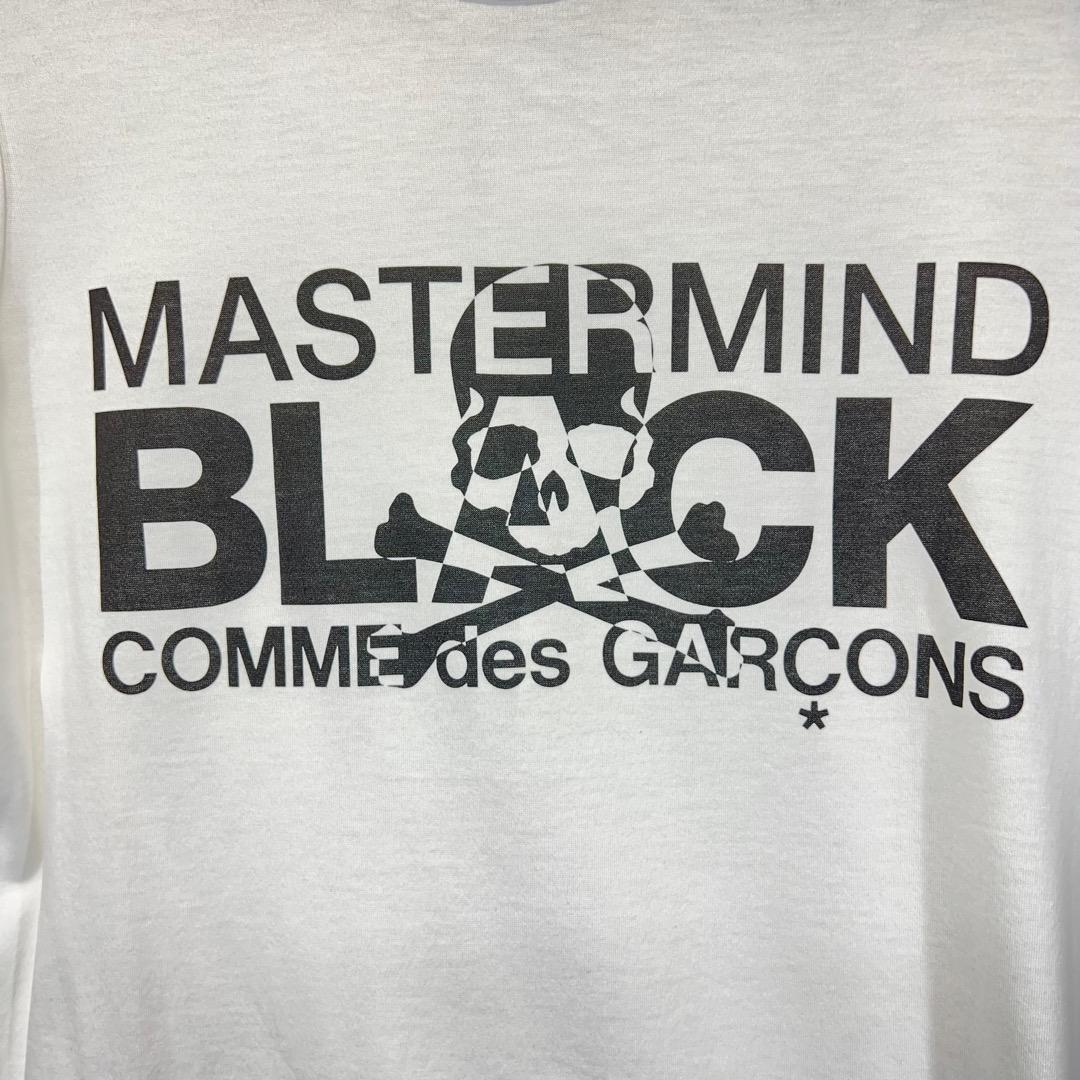 MASTERMIND
BLACK
COMME des GARÇONS
*